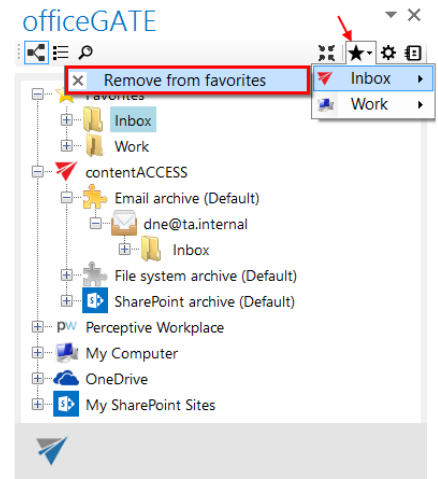 officeGATE
Remove from favorites
Inbox
Work
Favorites
Inbox
Work
contentACCESS
Email archive (Default)
dne@ta.internal
Inbox
File system archive (Default)
SharePoint archive (Default)
pw Perceptive Workplace
My Computer
OneDrive
My SharePoint Sites